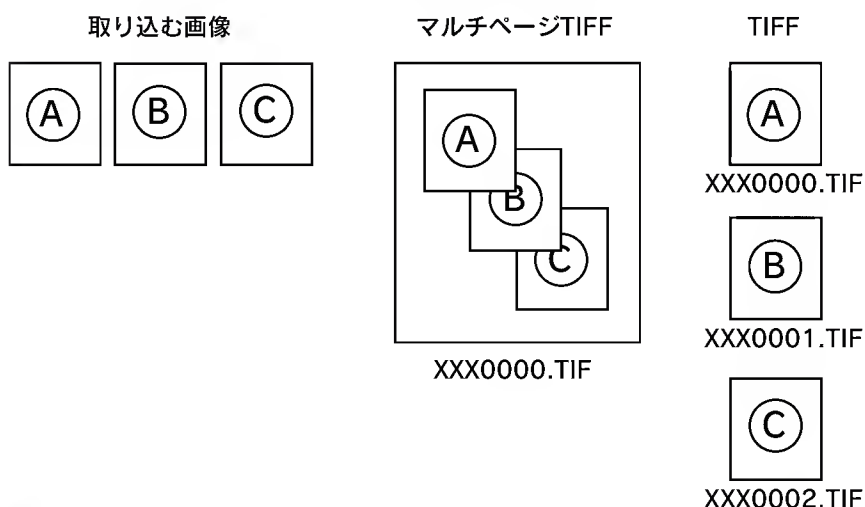 取り込む画像
A B C
マルチページTIFF
A
B
C
XXX0000.TIF
TIFF
A
XXX0000.TIF
B
XXX0001.TIF
C
XXX0002.TIF